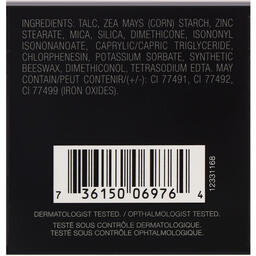 INGREDIENTS: TALC, ZEA MAYS (CORN) STARCH, ZINC
STEARATE, MICA, SILICA, DIMETHICONE, ISONONYL
ISONONANOATE, CAPRYLIC/CAPRIC TRIGLYCERIDE,
CHLORPHENESIN, POTASSIUM SORBATE, SYNTHETIC
BEESWAX, DIMETHICONOL, TETRASODIUM EDTA. MAY
CONTAIN/PEUT CONTENIR/(+/-): CI 77491, CI 77492,
CI 77499 (IRON OXIDES).
12331168
7 36150 06976 4
DERMATOLOGIST TESTED. / OPTHALMOLOGIST TESTED.
TESTÉ SOUS CONTRÔLE DERMATOLOGIQUE. /
TESTÉ SOUS CONTRÔLE OPHTALMOLOGIQUE.